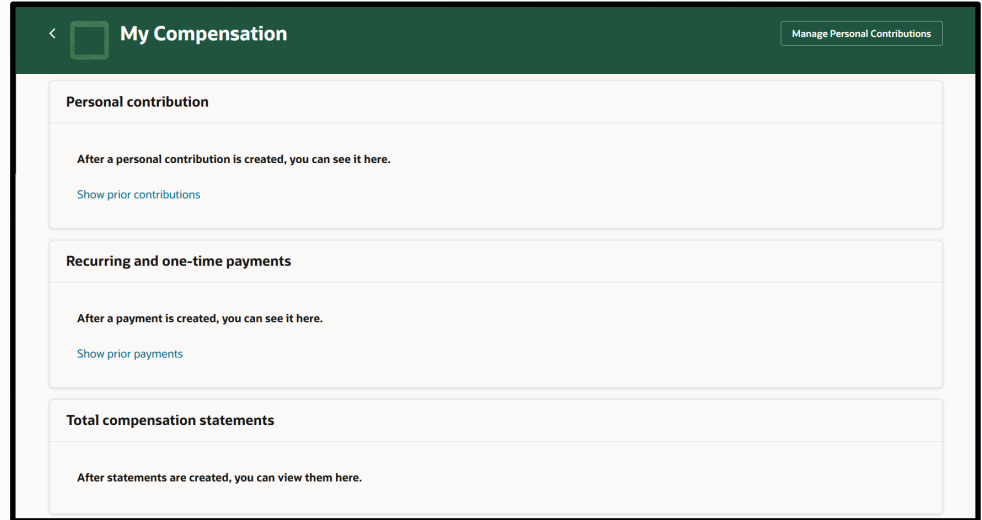 My Compensation
Manage Personal Contributions
Personal contribution
After a personal contribution is created, you can see it here.
Show prior contributions
Recurring and one-time payments
After a payment is created, you can see it here.
Show prior payments
Total compensation statements
After statements are created, you can view them here.